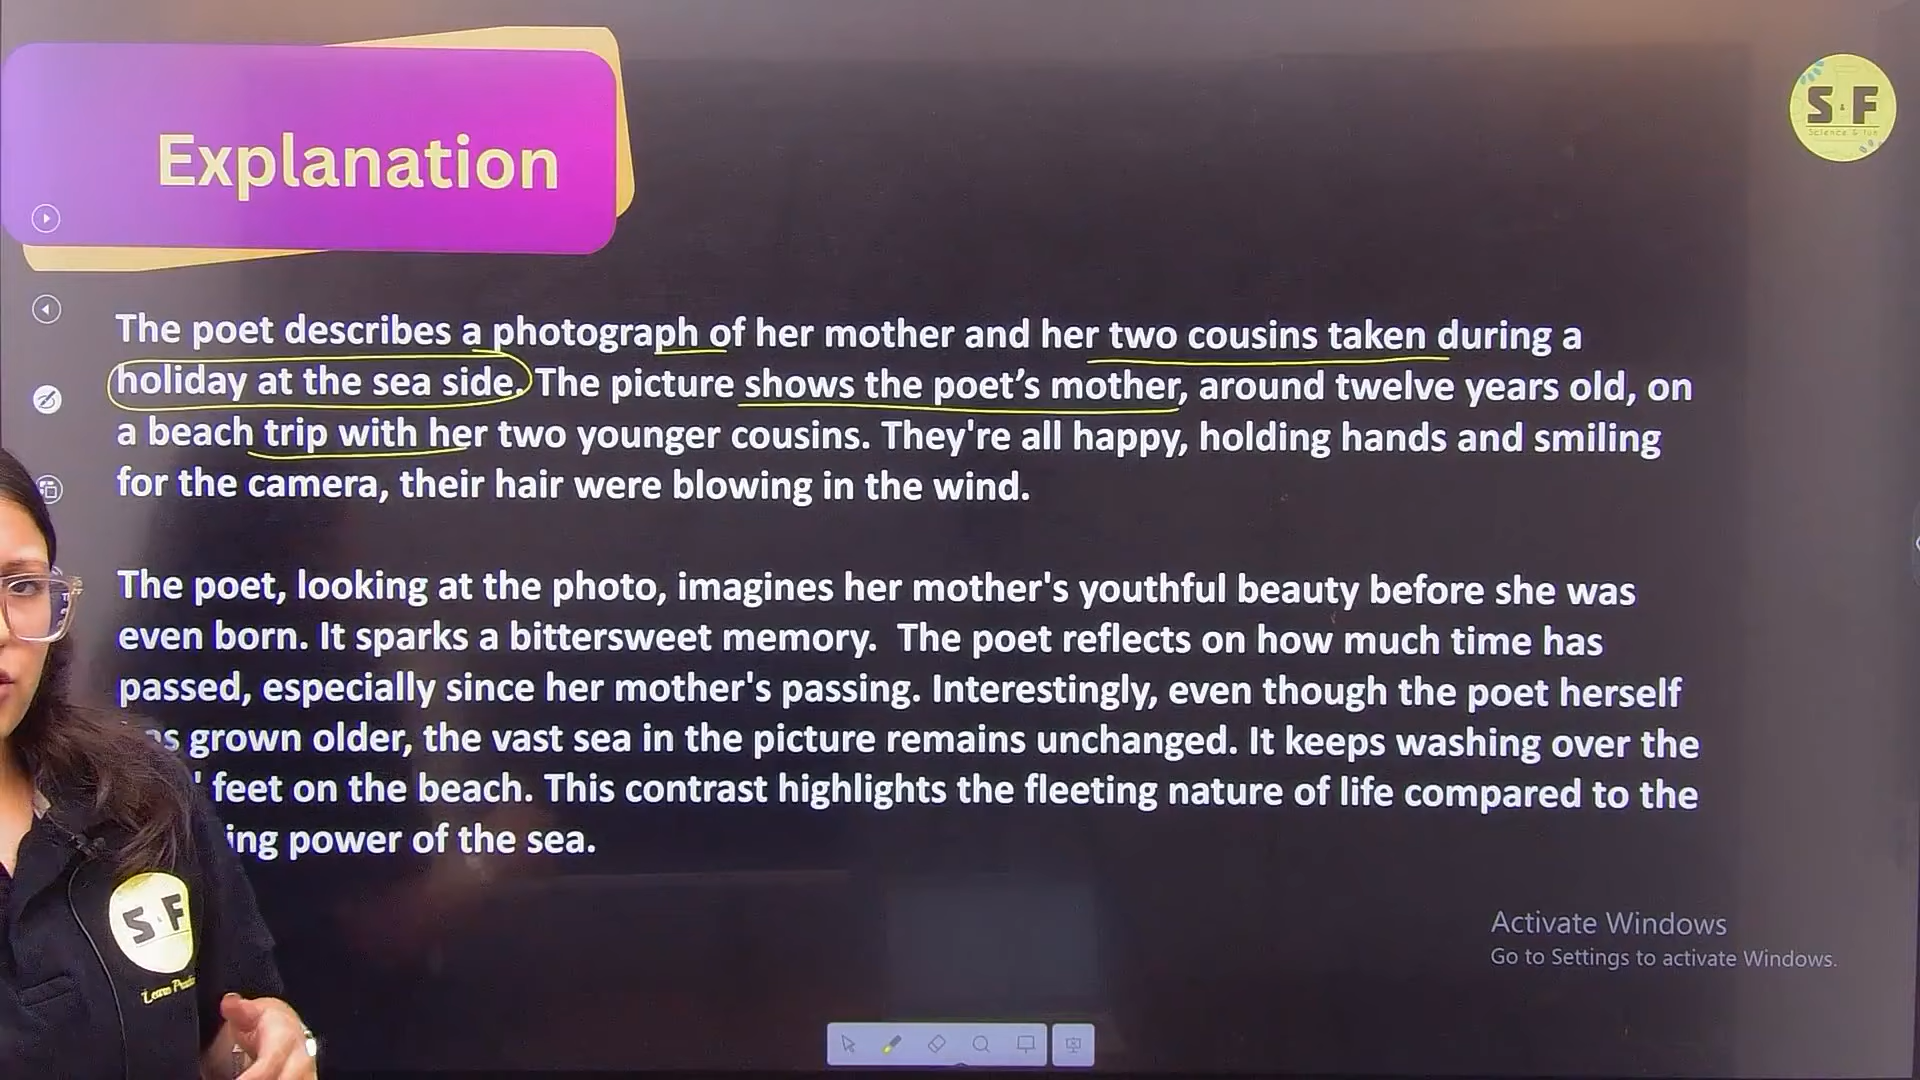 Explanation
S&F
Science & fun
The poet describes a photograph of her mother and her two cousins taken during a
holiday at the sea side. The picture shows the poet's mother, around twelve years old, on
a beach trip with her two younger cousins. They're all happy, holding hands and smiling
for the camera, their hair were blowing in the wind.
The poet, looking at the photo, imagines her mother's youthful beauty before she was
even born. It sparks a bittersweet memory. The poet reflects on how much time has
passed, especially since her mother's passing. Interestingly, even though the poet herself
grown older, the vast sea in the picture remains unchanged. It keeps washing over the
feet on the beach. This contrast highlights the fleeting nature of life compared to the
power of the sea.
S&F
Activate Windows
Go to Settings to activate Windows.